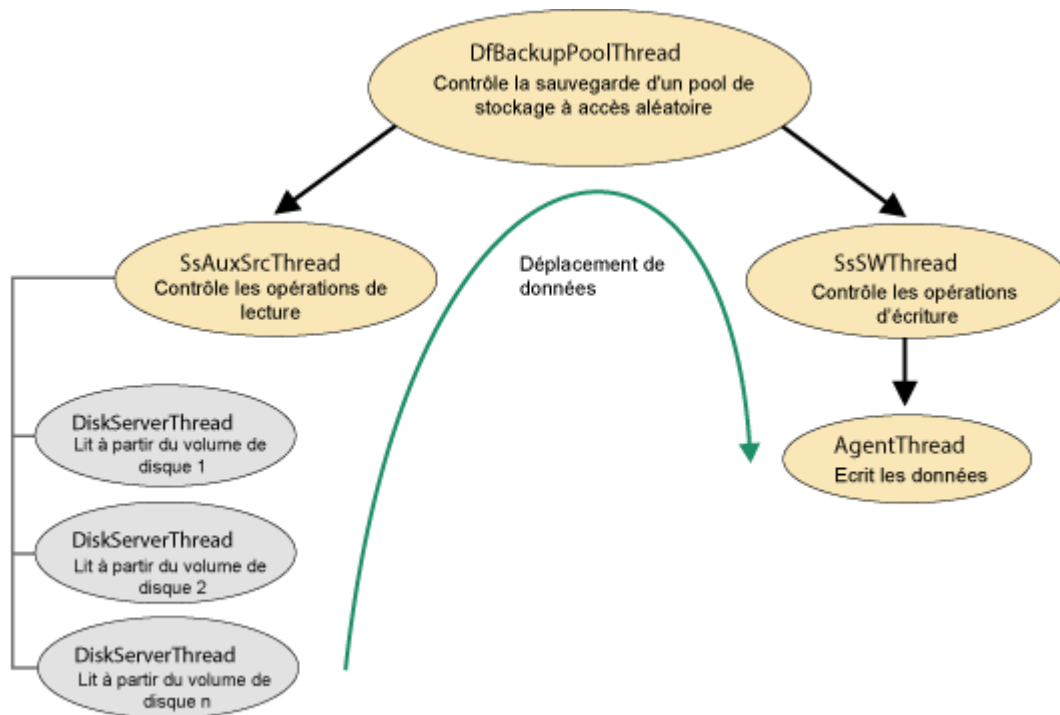 DfBackupPoolThread
Contrôle la sauvegarde d'un pool de
stockage à accès aléatoire
SsAuxSrcThread
Contrôle les opérations de
lecture
Déplacement de
données
SsSWThread
Contrôle les opérations
d'écriture
DiskServerThread
Lit à partir du volume de
disque 1
AgentThread
Ecrit les données
DiskServerThread
Lit à partir du volume de
disque 2
DiskServerThread
Lit à partir du volume de
disque n